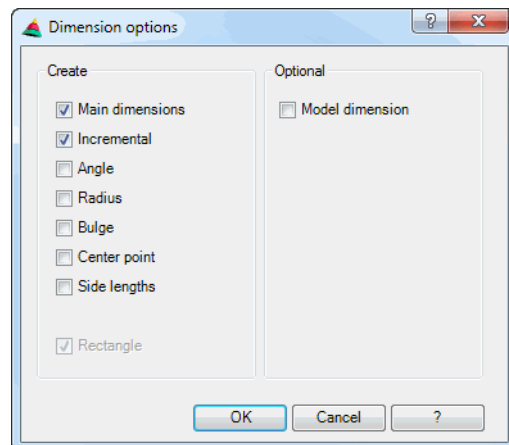 Dimension options
Create
Main dimensions
Incremental
Angle
Radius
Bulge
Center point
Side lengths
Rectangle
Optional
Model dimension
OK
Cancel
?